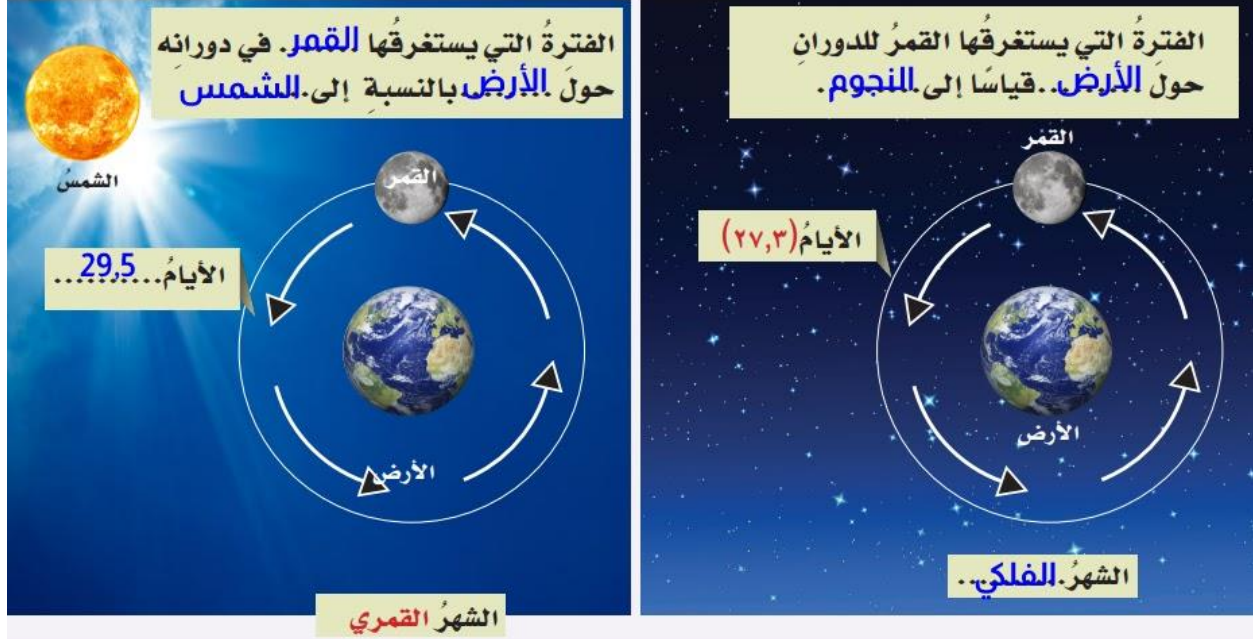 الفترةُ التي يستغرقُها القمرُ للدورانِ
حولَ ..الأرض.. قياسًا إلى..النجوم..
القمر
الأيامُ (٢٧,٣)
الأرض
الشهرُ..الفلكي..
الفترةُ التي يستغرقُها القمر. في دورانِه
حولَ ..الأرض.. بالنسبةِ إلى..الشمس
الشمسُ
القمر
الأيامُ...29,5...
الأرض
الشهرُ القمري